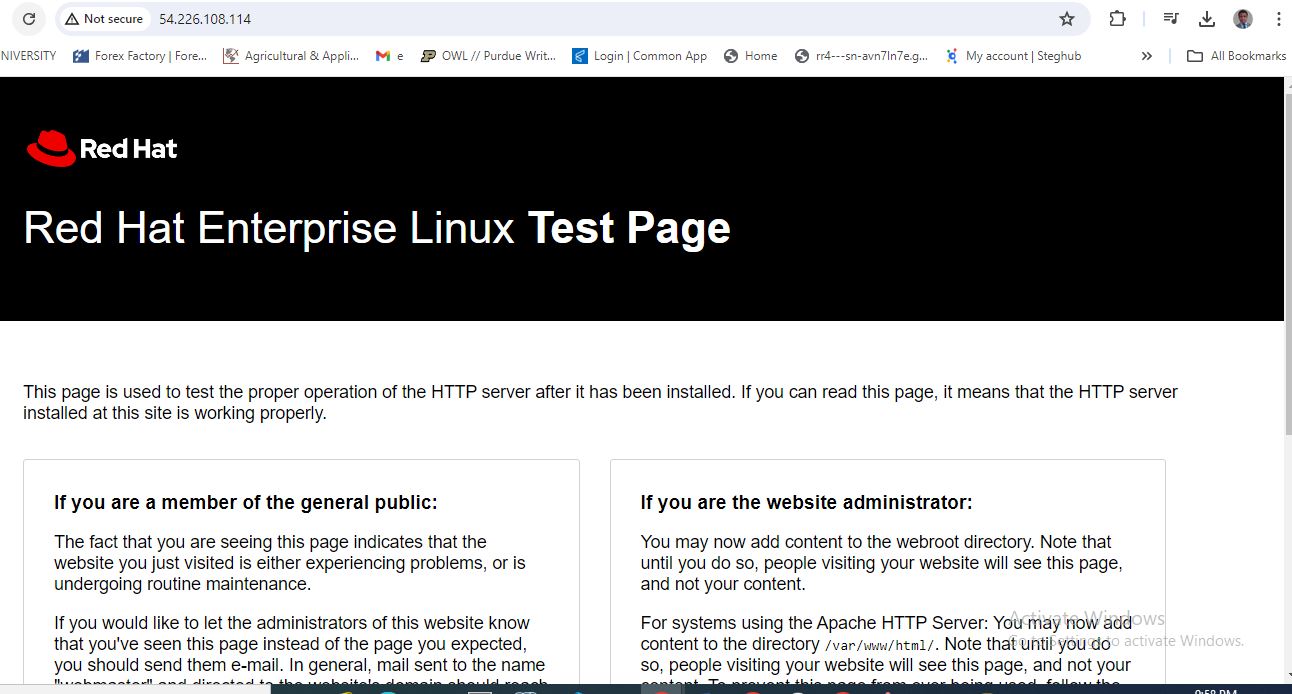 Not secure 54.226.108.114
NIVERSITY Forex Factory | Fore... Agricultural & Appli... e OWL // Purdue Writ... Login | Common App Home rr4---sn-avn7ln7e.g... My account | Steghub » All Bookmarks
Red Hat
Red Hat Enterprise Linux Test Page
This page is used to test the proper operation of the HTTP server after it has been installed. If you can read this page, it means that the HTTP server
installed at this site is working properly.
If you are a member of the general public:
The fact that you are seeing this page indicates that the
website you just visited is either experiencing problems, or is
undergoing routine maintenance.
If you would like to let the administrators of this website know
that you've seen this page instead of the page you expected,
you should send them e-mail. In general, mail sent to the name
"webmaster" and directed to the website's domain should reach
If you are the website administrator:
You may now add content to the webroot directory. Note that
until you do so, people visiting your website will see this page,
and not your content.
For systems using the Apache HTTP Server: You may now add
content to the directory /var/www/html/. Note that until you do
so, people visiting your website will see this page, and not your
content. To prevent this page from ever being used, follow the
Activate Windows
Go to Settings to activate Windows.
9:58 PM